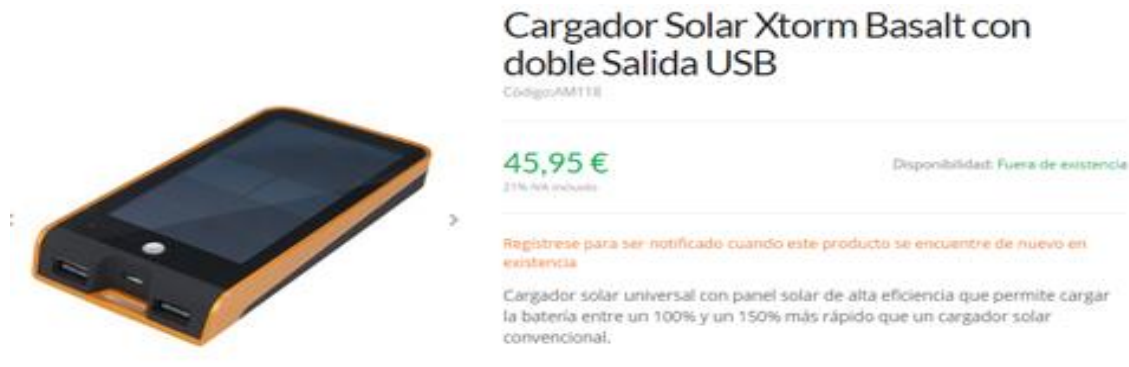 Cargador Solar Xtorm Basalt con
doble Salida USB
Código:AM118
45,95 €
Disponibilidad: Fuera de existencia
21% IVA incluido
Regístrese para ser notificado cuando este producto se encuentre de nuevo en
existencia
Cargador solar universal con panel solar de alta eficiencia que permite cargar
la batería entre un 100% y un 150% más rápido que un cargador solar
convencional.